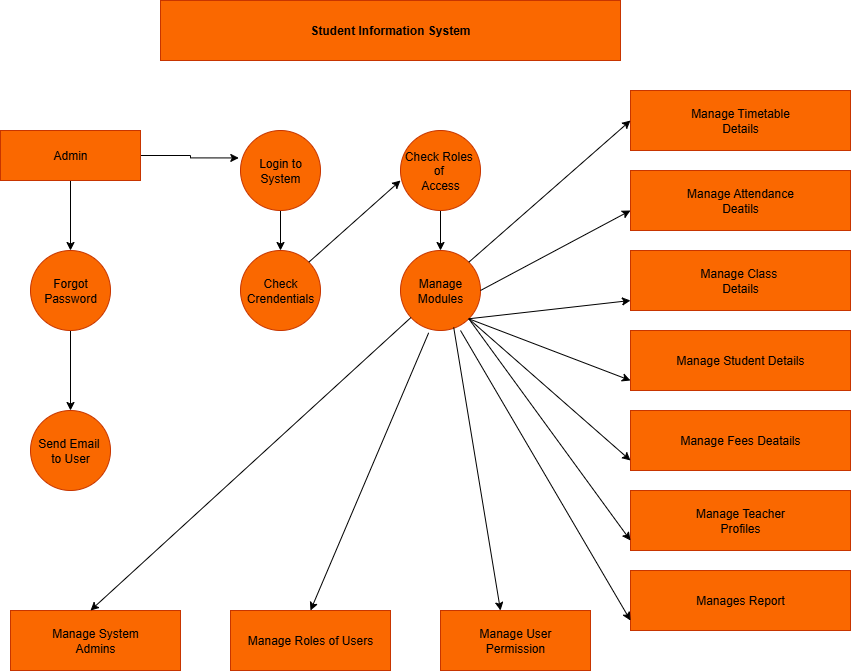 Student Information System
Admin
Login to
System
Check Roles
of
Access
Manage Timetable
Details
Manage Attendance
Deatils
Forgot
Password
Check
Crendentials
Manage
Modules
Manage Class
Details
Manage Student Details
Send Email
to User
Manage Fees Deatails
Manage Teacher
Profiles
Manages Report
Manage System
Admins
Manage Roles of Users
Manage User
Permission